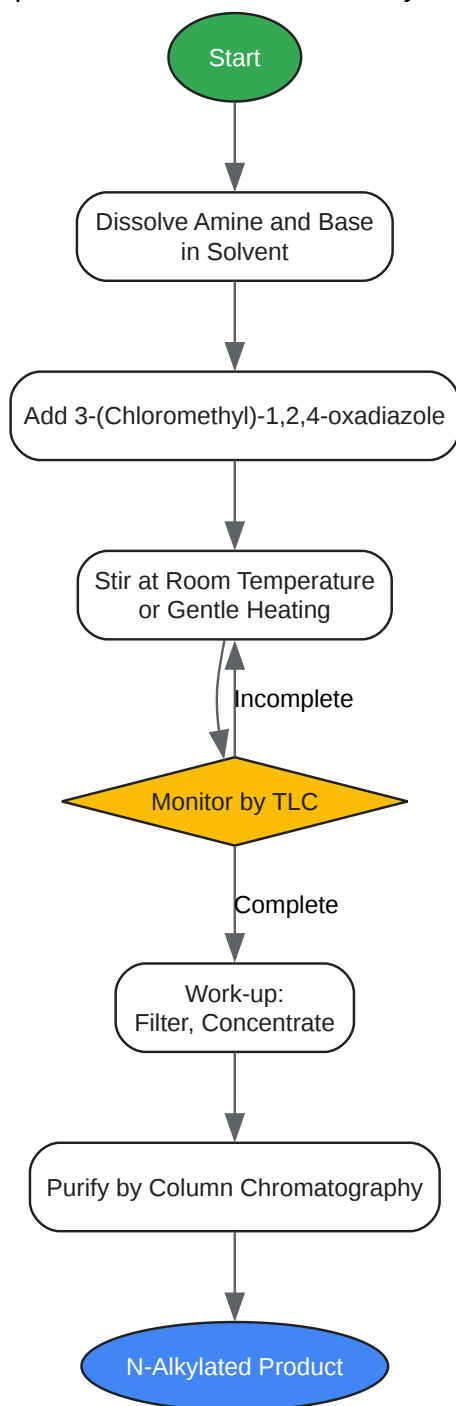 Start
Dissolve Amine and Base
in Solvent
Add 3-(Chloromethyl)-1,2,4-oxadiazole
Stir at Room Temperature
or Gentle Heating
Incomplete
Monitor by TLC
Complete
Work-up:
Filter, Concentrate
Purify by Column Chromatography
N-Alkylated Product